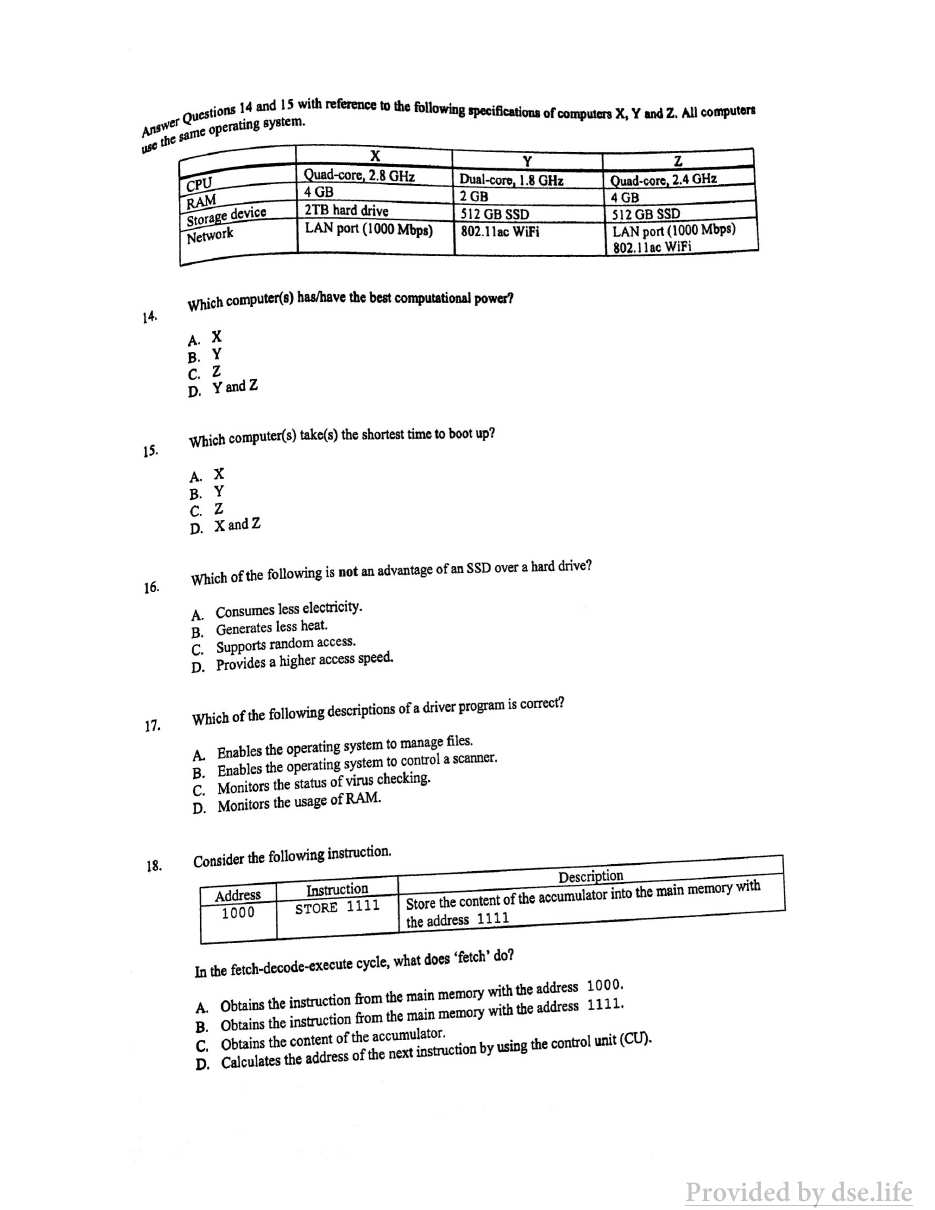 Answer Questions 14 and 15 with reference to the following specifications of computers X, Y and Z. All computers
use the same operating system.
X Y Z
CPU Quad-core, 2.8 GHz Dual-core, 1.8 GHz Quad-core, 2.4 GHz
RAM 4 GB 2 GB 4 GB
Storage device 2TB hard drive 512 GB SSD 512 GB SSD
Network LAN port (1000 Mbps) 802.11ac WiFi LAN port (1000 Mbps)
802.11ac WiFi
14. Which computer(s) has/have the best computational power?
A. X
B. Y
C. Z
D. Y and Z
15. Which computer(s) take(s) the shortest time to boot up?
A. X
B. Y
C. Z
D. X and Z
16. Which of the following is not an advantage of an SSD over a hard drive?
A. Consumes less electricity.
B. Generates less heat.
C. Supports random access.
D. Provides a higher access speed.
17. Which of the following descriptions of a driver program is correct?
A. Enables the operating system to manage files.
B. Enables the operating system to control a scanner.
C. Monitors the status of virus checking.
D. Monitors the usage of RAM.
18. Consider the following instruction.
Address Instruction Description
1000 STORE 1111 Store the content of the accumulator into the main memory with
the address 1111
In the fetch-decode-execute cycle, what does ‘fetch’ do?
A. Obtains the instruction from the main memory with the address 1000.
B. Obtains the instruction from the main memory with the address 1111.
C. Obtains the content of the accumulator.
D. Calculates the address of the next instruction by using the control unit (CU).
Provided by dse.life